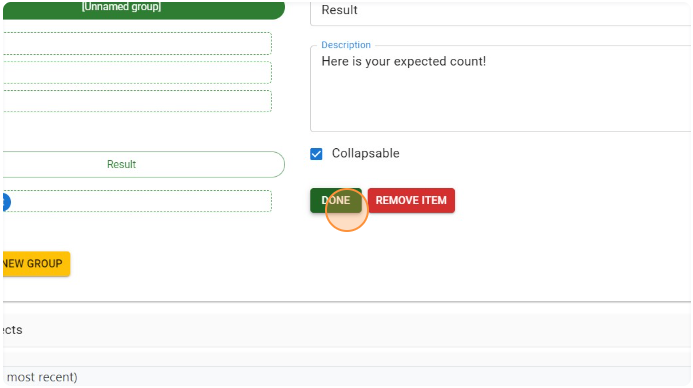 [Unnamed group]
Result
Description
Here is your expected count!
Collapsable
Result
DONE
REMOVE ITEM
NEW GROUP
ects
most recent)